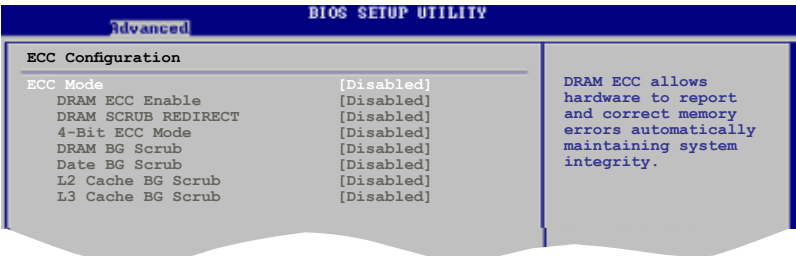 BIOS SETUP UTILITY
Advanced
ECC Configuration
ECC Mode [Disabled]
DRAM ECC Enable [Disabled]
DRAM SCRUB REDIRECT [Disabled]
4-Bit ECC Mode [Disabled]
DRAM BG Scrub [Disabled]
Date BG Scrub [Disabled]
L2 Cache BG Scrub [Disabled]
L3 Cache BG Scrub [Disabled]
DRAM ECC allows
hardware to report
and correct memory
errors automatically
maintaining system
integrity.